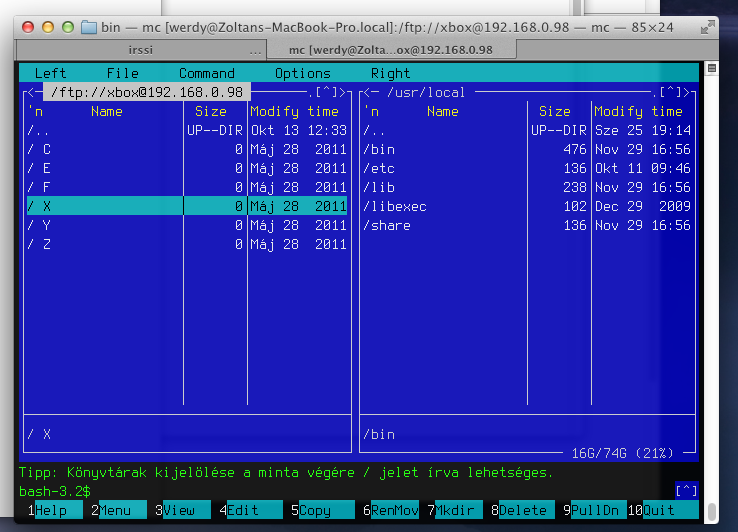 bin — mc [werdy@Zoltans-MacBook-Pro.local]:/ftp://xbox@192.168.0.98 — mc — 85×24
irssi ... mc [werdy@Zolta...ox@192.168.0.98
Left File Command Options Right
<─ /ftp://xbox@192.168.0.98 .[^]> <─ /usr/local .[^]>
'n Name Size Modify time 'n Name Size Modify time
/.. UP--DIR Okt 13 12:33 /.. UP--DIR Sze 25 19:14
/ C 0 Máj 28 2011 /bin 476 Nov 29 16:56
/ E 0 Máj 28 2011 /etc 136 Okt 11 09:46
/ F 0 Máj 28 2011 /lib 238 Nov 29 16:56
/ X 0 Máj 28 2011 /libexec 102 Dec 29 2009
/ Y 0 Máj 28 2011 /share 136 Nov 29 16:56
/ Z 0 Máj 28 2011
/ X /bin
16G/74G (21%)
Tipp: Könyvtárak kijelölése a minta végére / jelet írva lehetséges.
bash-3.2$ [^]
1Help 2Menu 3View 4Edit 5Copy 6RenMov 7Mkdir 8Delete 9PullDn 10Quit